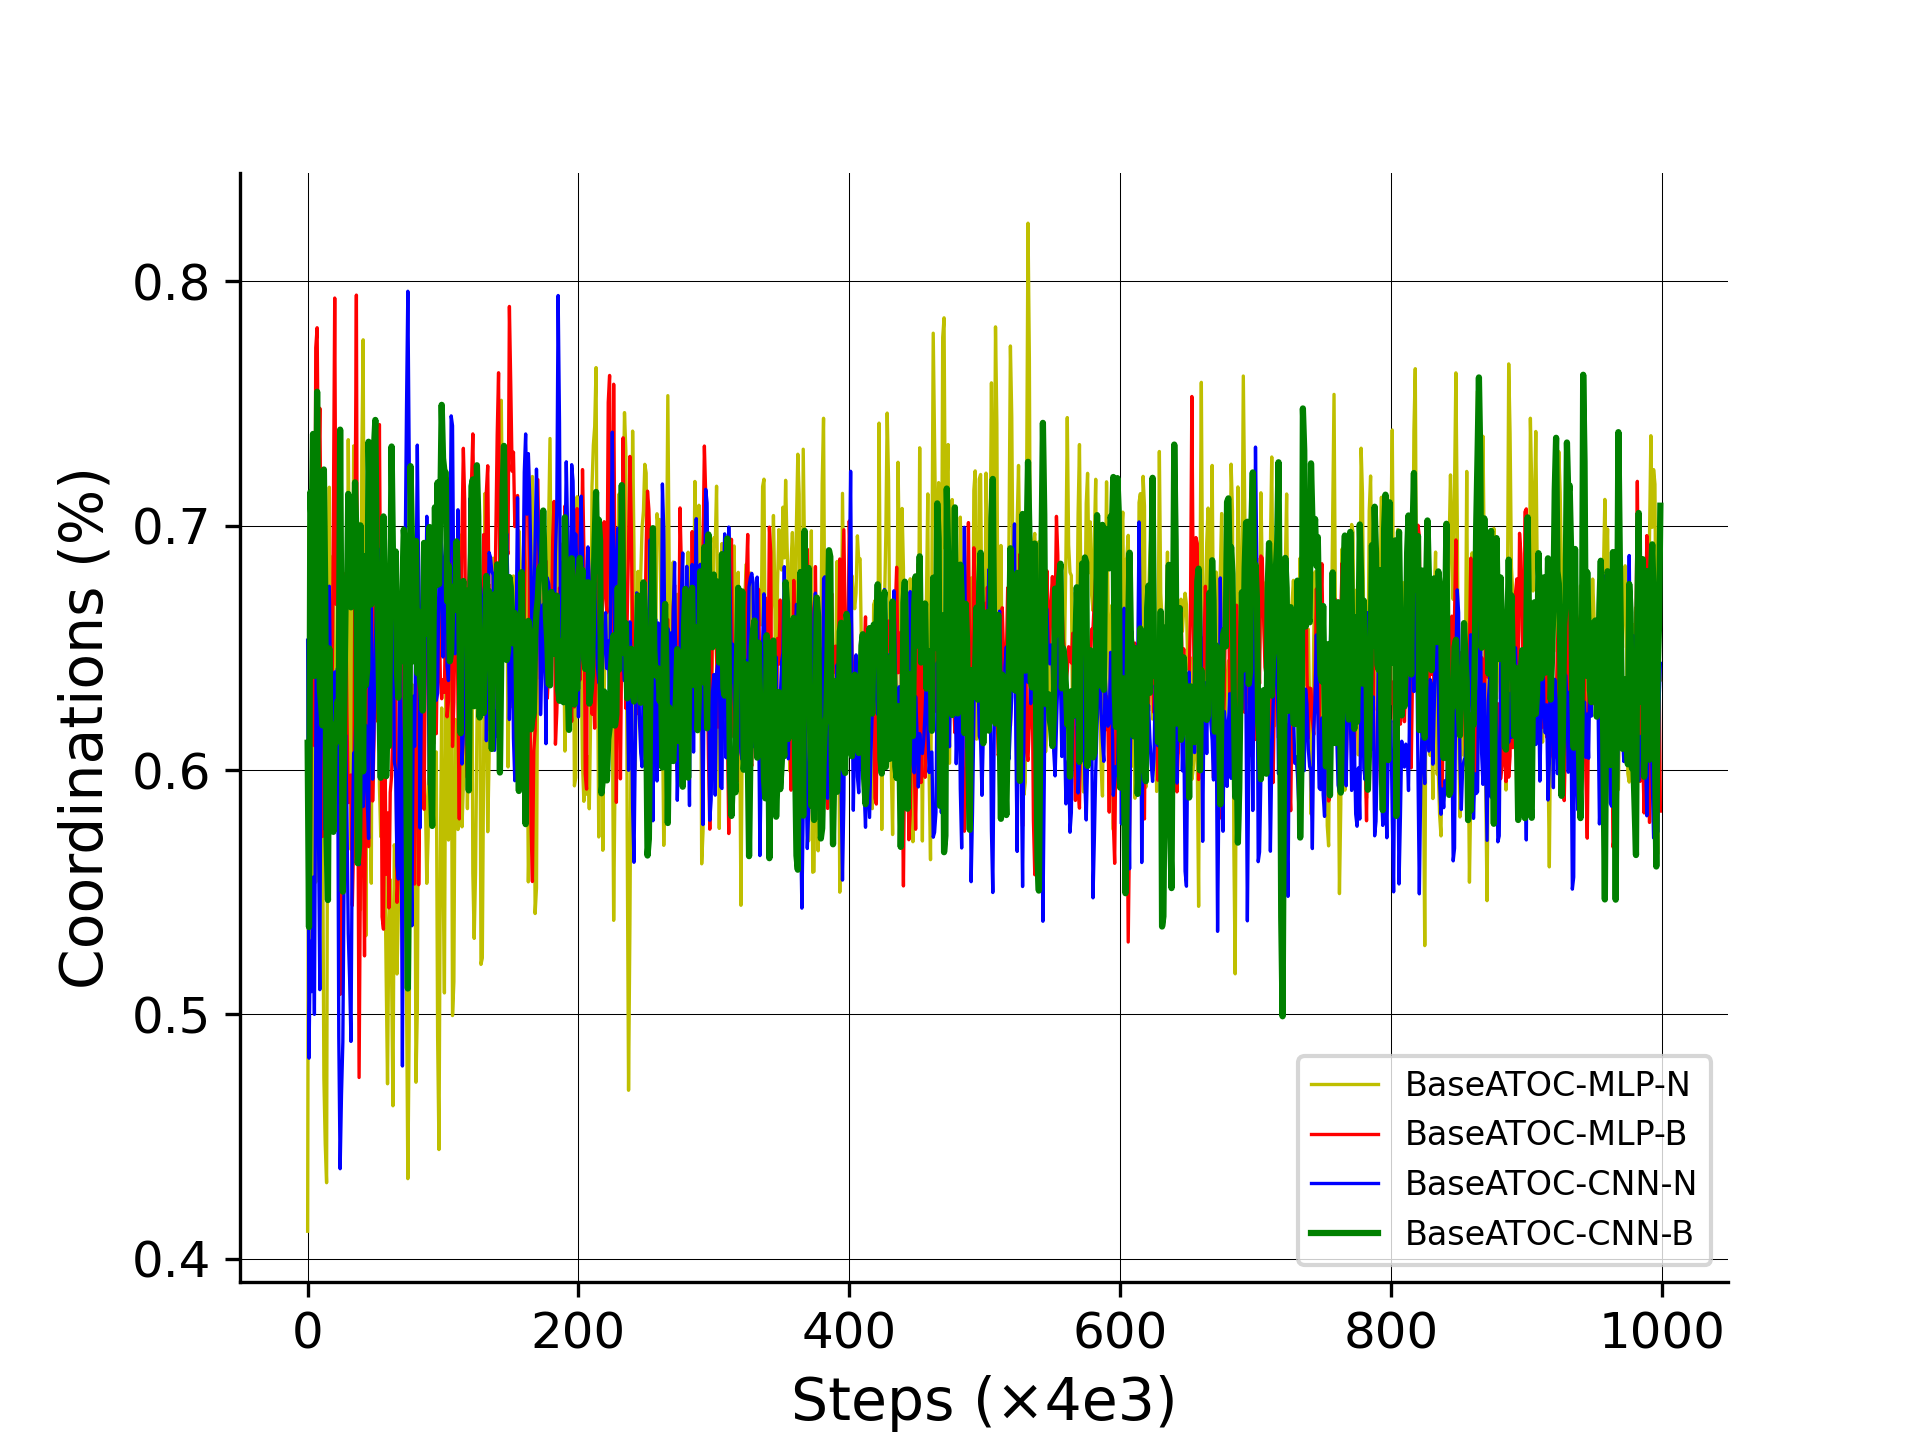 Coordinations (%)
0.8
0.7
0.6
0.5
0.4
0 200 400 600 800 1000
Steps (×4e3)
BaseATOC-MLP-N
BaseATOC-MLP-B
BaseATOC-CNN-N
BaseATOC-CNN-B